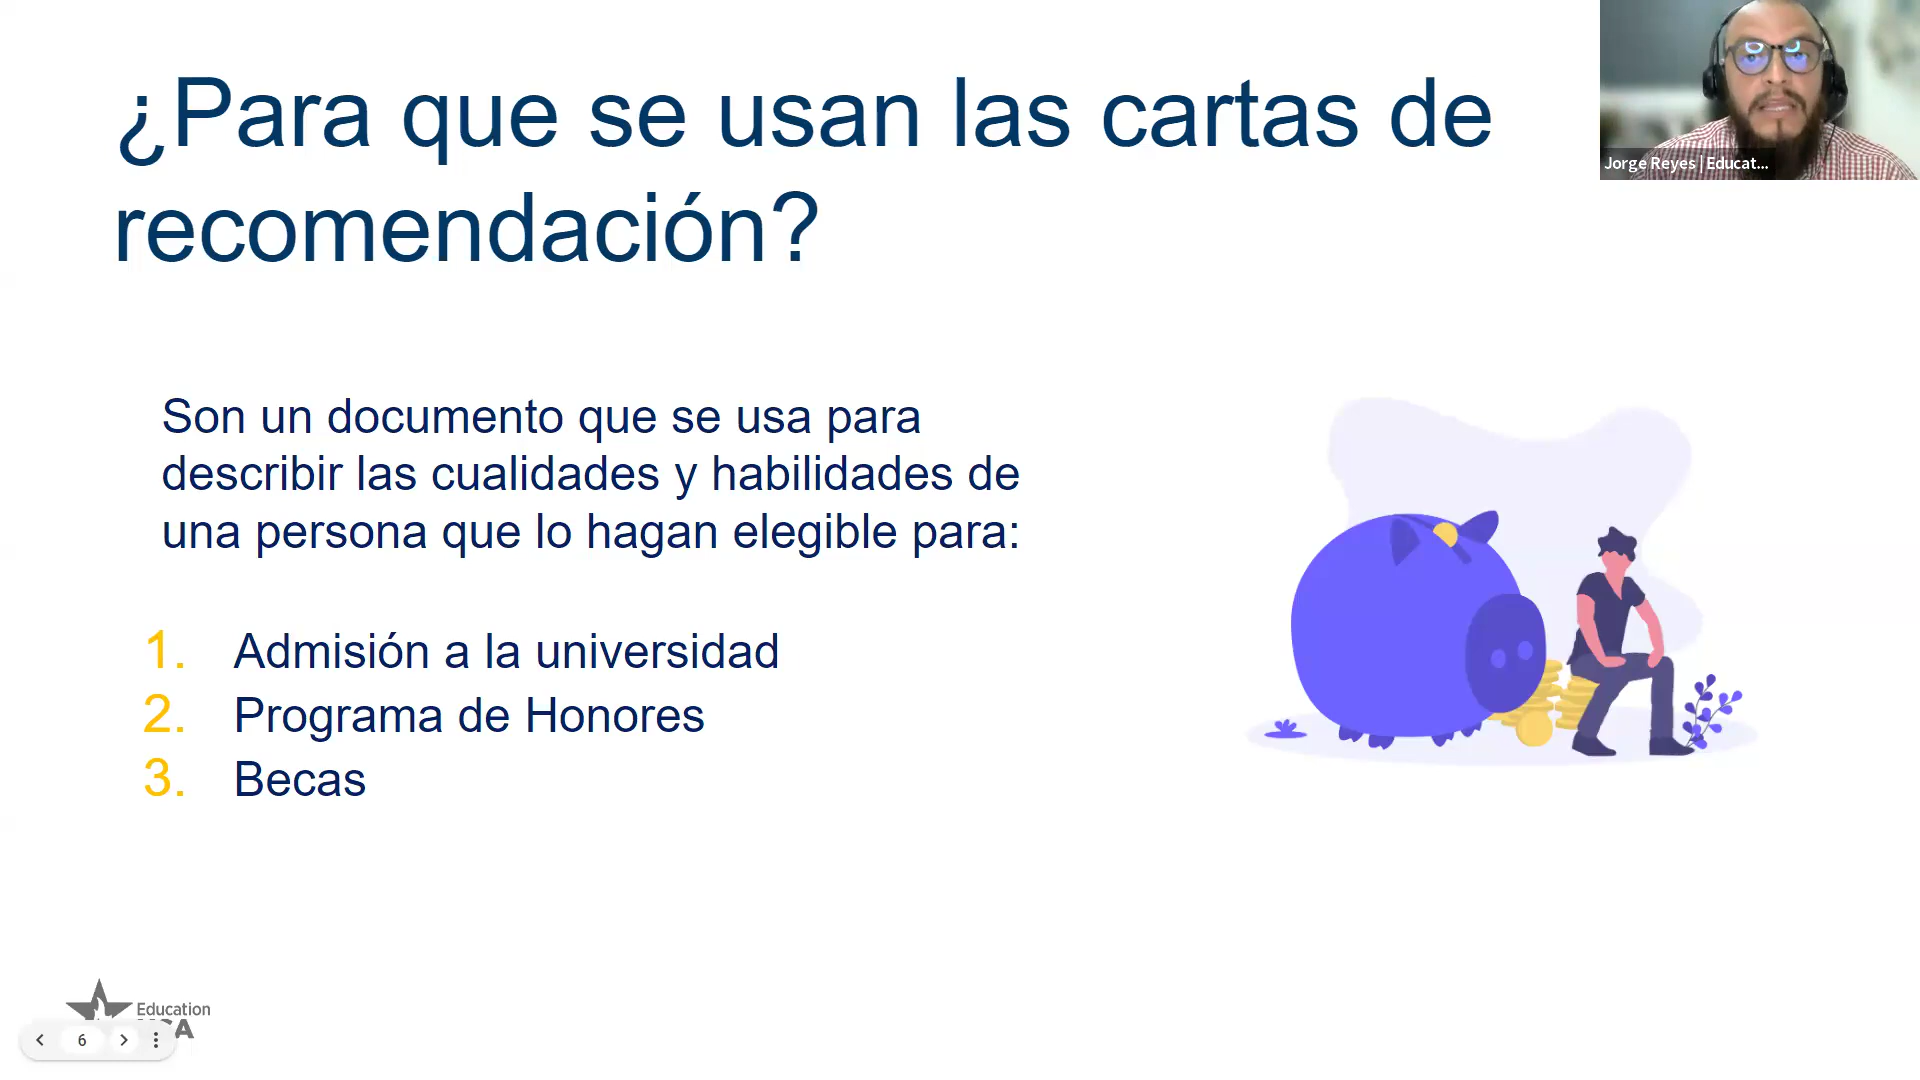 ¿Para que se usan las cartas de
recomendación?
Jorge Reyes | Educat...
Son un documento que se usa para
describir las cualidades y habilidades de
una persona que lo hagan elegible para:
1. Admisión a la universidad
2. Programa de Honores
3. Becas
Education
6